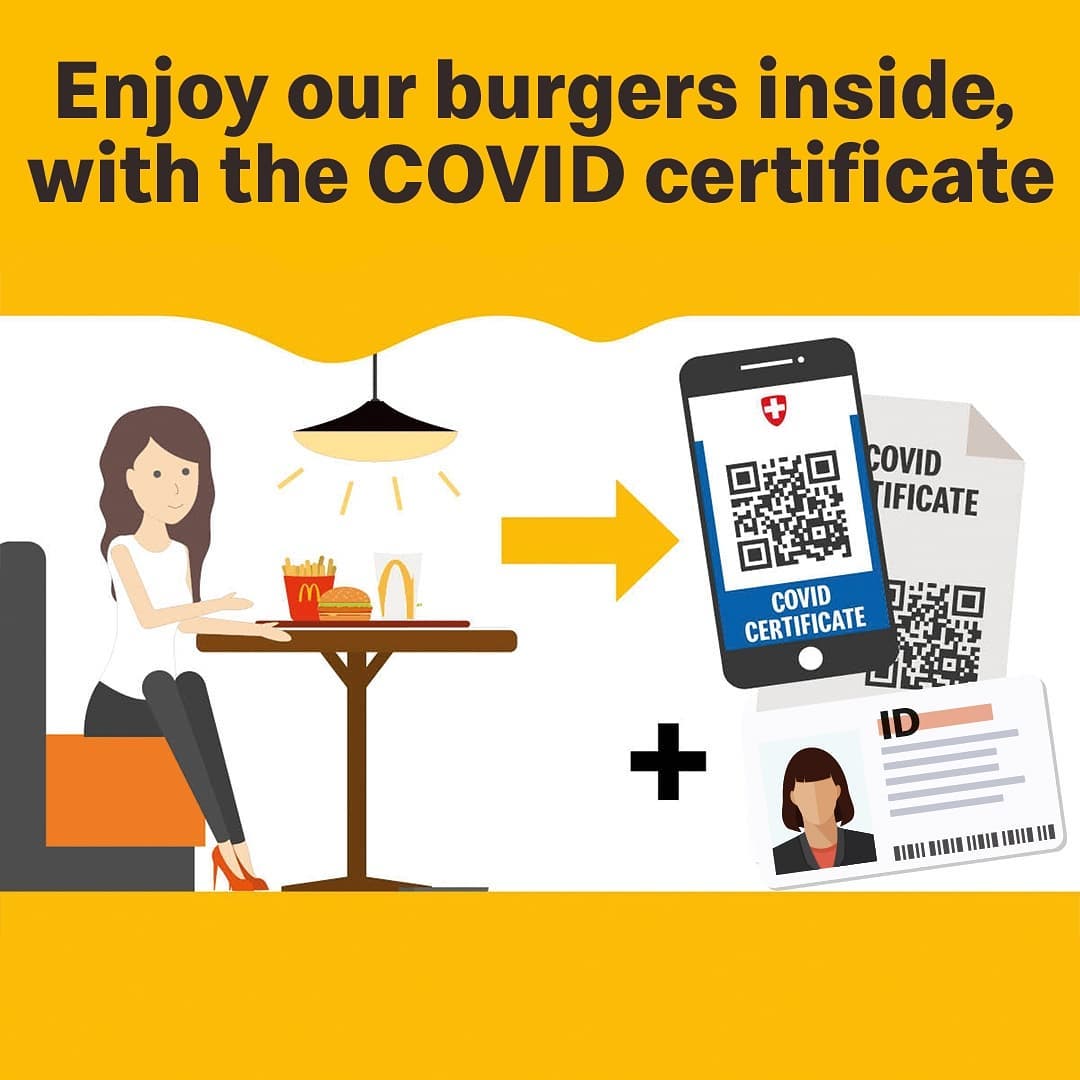 Enjoy our burgers inside,
with the COVID certificate
COVID
TIFICATE
COVID
CERTIFICATE
ID